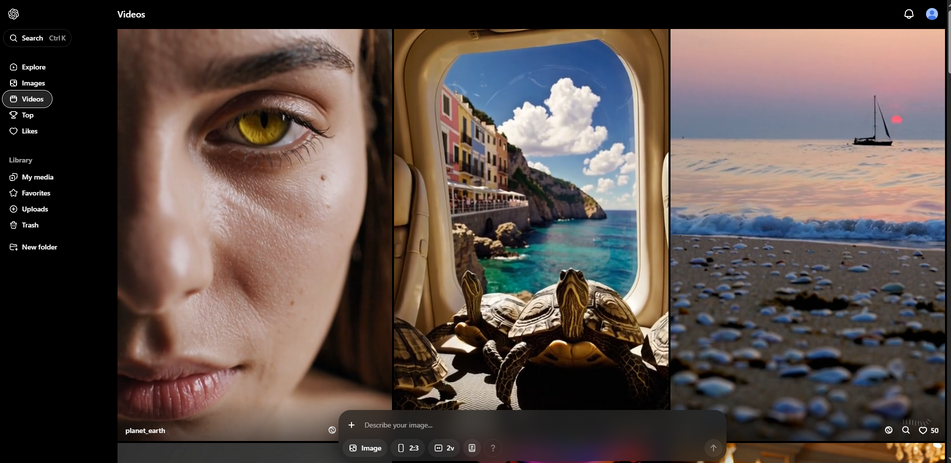 Videos
Search Ctrl K
Explore
Images
Videos
Top
Likes
Library
My media
Favorites
Uploads
Trash
New folder
planet_earth
50
Describe your image...
Image
2:3
2v
?